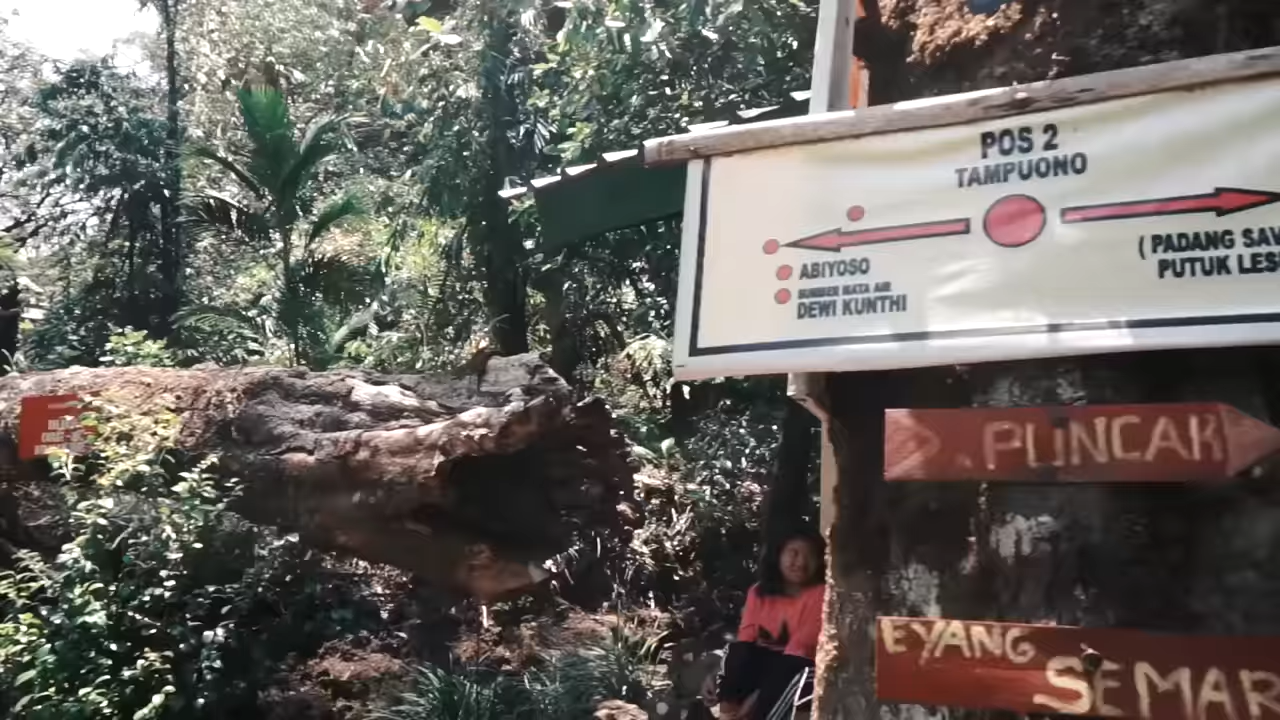 POS 2
TAMPUONO
( PADANG SAV
PUTUK LES
ABIYOSO
SUMBER MATA AIR
DEWI KUNTHI
PUNCAK
EYANG
SEMAR